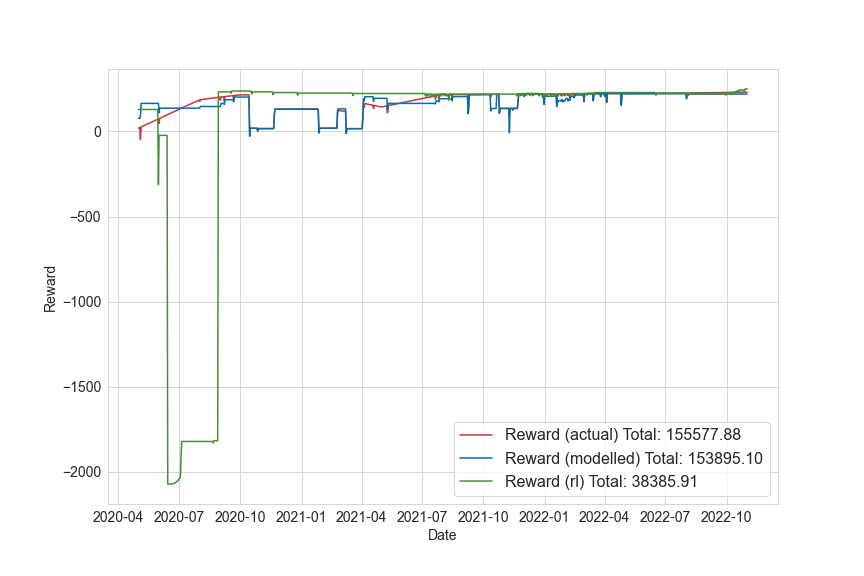 0
−500
−1000
−1500
−2000
Reward
Reward (actual) Total: 155577.88
Reward (modelled) Total: 153895.10
Reward (rl) Total: 38385.91
2020-04 2020-07 2020-10 2021-01 2021-04 2021-07 2021-10 2022-01 2022-04 2022-07 2022-10
Date